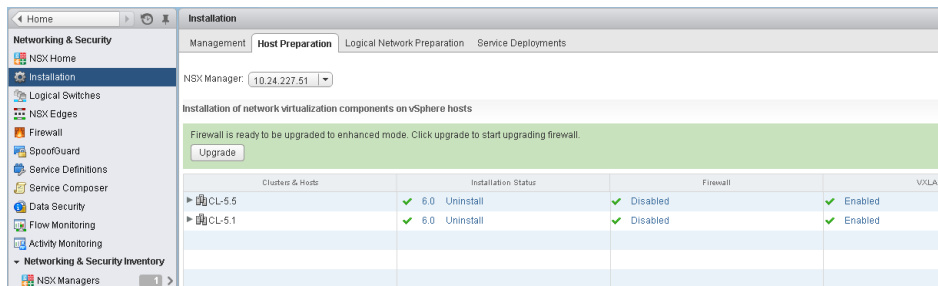 Home
Networking & Security
NSX Home
Installation
Logical Switches
NSX Edges
Firewall
SpoofGuard
Service Definitions
Service Composer
Data Security
Flow Monitoring
Activity Monitoring
Networking & Security Inventory
NSX Managers 1
Installation
Management Host Preparation Logical Network Preparation Service Deployments
NSX Manager: 10.24.227.51
Installation of network virtualization components on vSphere hosts
Firewall is ready to be upgraded to enhanced mode. Click upgrade to start upgrading firewall.
Upgrade
Clusters & Hosts Installation Status Firewall VXLA
CL-5.5 6.0 Uninstall Disabled Enabled
CL-5.1 6.0 Uninstall Disabled Enabled